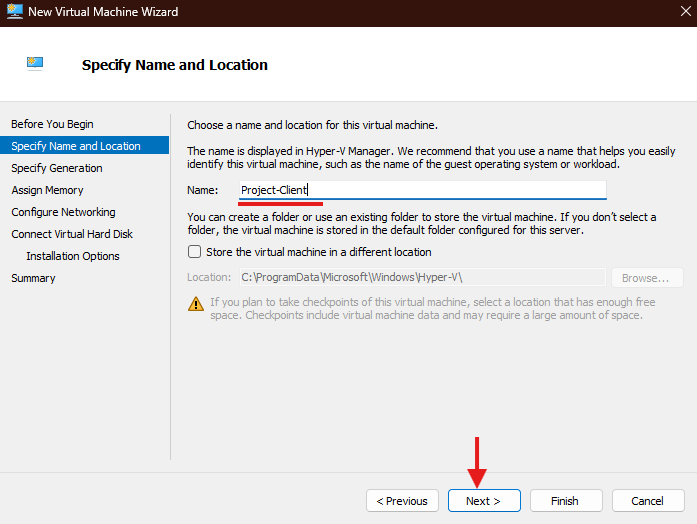 New Virtual Machine Wizard
Specify Name and Location
Before You Begin
Specify Name and Location
Specify Generation
Assign Memory
Configure Networking
Connect Virtual Hard Disk
Installation Options
Summary
Choose a name and location for this virtual machine.
The name is displayed in Hyper-V Manager. We recommend that you use a name that helps you easily
identify this virtual machine, such as the name of the guest operating system or workload.
Name: Project-Client
You can create a folder or use an existing folder to store the virtual machine. If you don't select a
folder, the virtual machine is stored in the default folder configured for this server.
Store the virtual machine in a different location
Location: C:\ProgramData\Microsoft\Windows\Hyper-V\ Browse...
If you plan to take checkpoints of this virtual machine, select a location that has enough free
space. Checkpoints include virtual machine data and may require a large amount of space.
< Previous Next > Finish Cancel